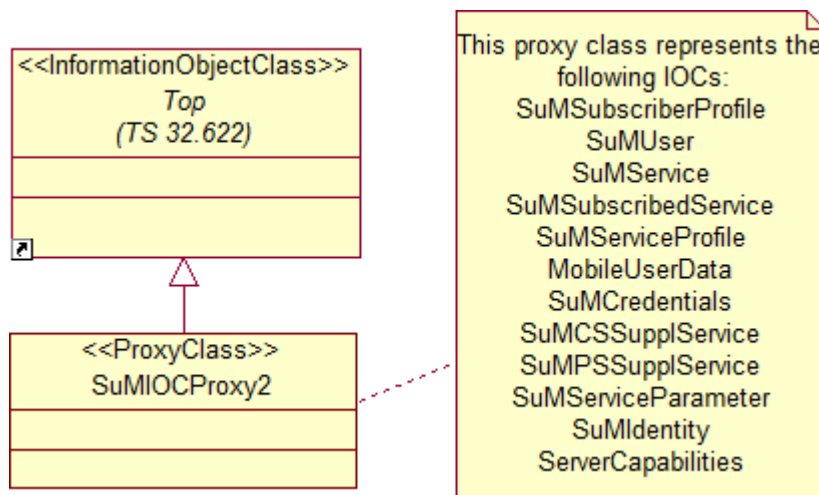 <<InformationObjectClass>>
Top
(TS 32.622)
<<ProxyClass>>
SuMIOCProxy2
This proxy class represents the
following IOCs:
SuMSubscriberProfile
SuMUser
SuMService
SuMSubscribedService
SuMServiceProfile
MobileUserData
SuMCredentials
SuMCSSupplService
SuMPSSupplService
SuMServiceParameter
SuMIdentity
ServerCapabilities